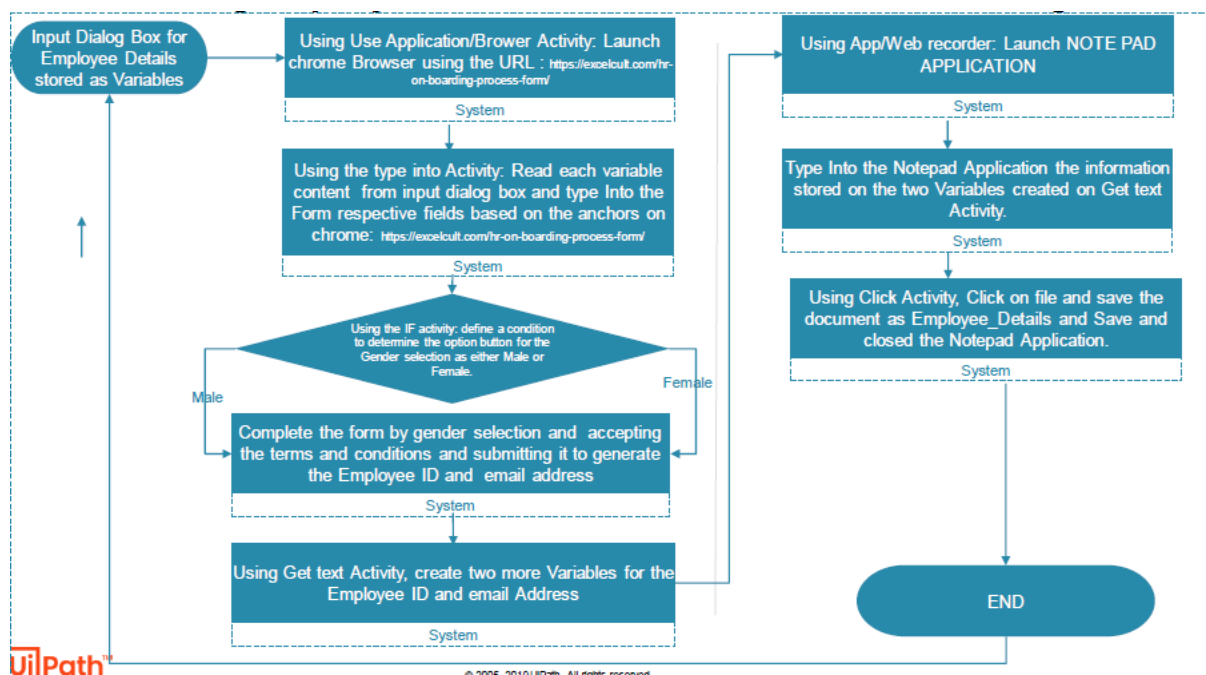 Input Dialog Box for
Employee Details
stored as Variables
Using Use Application/Brower Activity: Launch
chrome Browser using the URL : https://excelcult.com/hr-
on-boarding-process-form/
System
Using the type into Activity: Read each variable
content from input dialog box and type Into the
Form respective fields based on the anchors on
chrome: https://excelcult.com/hr-on-boarding-process-form/
System
Using the IF activity: define a condition
to determine the option button for the
Gender selection as either Male or
Female.
Male
Female
Complete the form by gender selection and accepting
the terms and conditions and submitting it to generate
the Employee ID and email address
System
Using Get text Activity, create two more Variables for the
Employee ID and email Address
System
Using App/Web recorder: Launch NOTE PAD
APPLICATION
System
Type Into the Notepad Application the information
stored on the two Variables created on Get text
Activity.
System
Using Click Activity, Click on file and save the
document as Employee_Details and Save and
closed the Notepad Application.
System
END
UiPath™
UiPath. All rights reserved